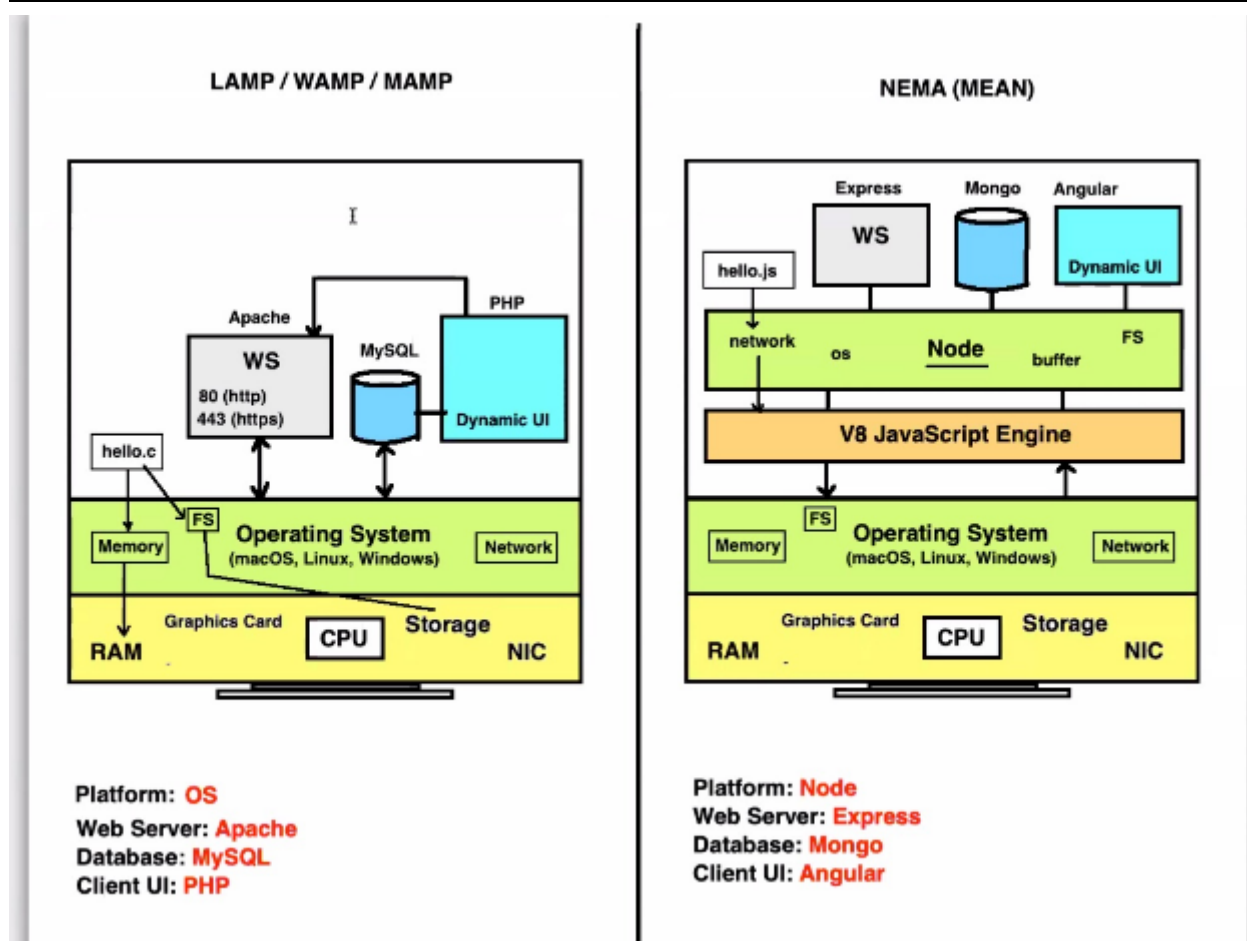 LAMP / WAMP / MAMP
Apache
WS
80 (http)
443 (https)
MySQL
PHP
Dynamic UI
hello.c
FS
Memory
Operating System
(macOS, Linux, Windows)
Network
RAM
Graphics Card
CPU
Storage
NIC
Platform: OS
Web Server: Apache
Database: MySQL
Client UI: PHP
NEMA (MEAN)
Express
WS
Mongo
Angular
Dynamic UI
hello.js
network
os
Node
buffer
FS
V8 JavaScript Engine
FS
Memory
Operating System
(macOS, Linux, Windows)
Network
RAM
Graphics Card
CPU
Storage
NIC
Platform: Node
Web Server: Express
Database: Mongo
Client UI: Angular